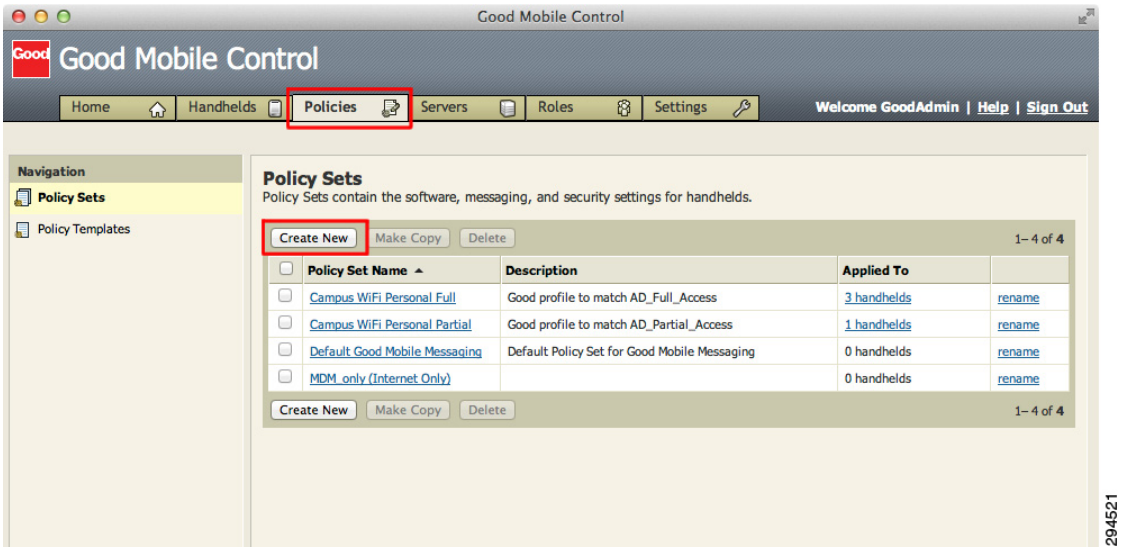 Good Mobile Control
Good Good Mobile Control
Home Handhelds Policies Servers Roles Settings Welcome GoodAdmin | Help | Sign Out
Navigation
Policy Sets
Policy Templates
Policy Sets
Policy Sets contain the software, messaging, and security settings for handhelds.
Create New Make Copy Delete 1–4 of 4
Policy Set Name Description Applied To
Campus WiFi Personal Full Good profile to match AD_Full_Access 3 handhelds rename
Campus WiFi Personal Partial Good profile to match AD_Partial_Access 1 handhelds rename
Default Good Mobile Messaging Default Policy Set for Good Mobile Messaging 0 handhelds rename
MDM_only (Internet Only) 0 handhelds rename
Create New Make Copy Delete 1–4 of 4
294521